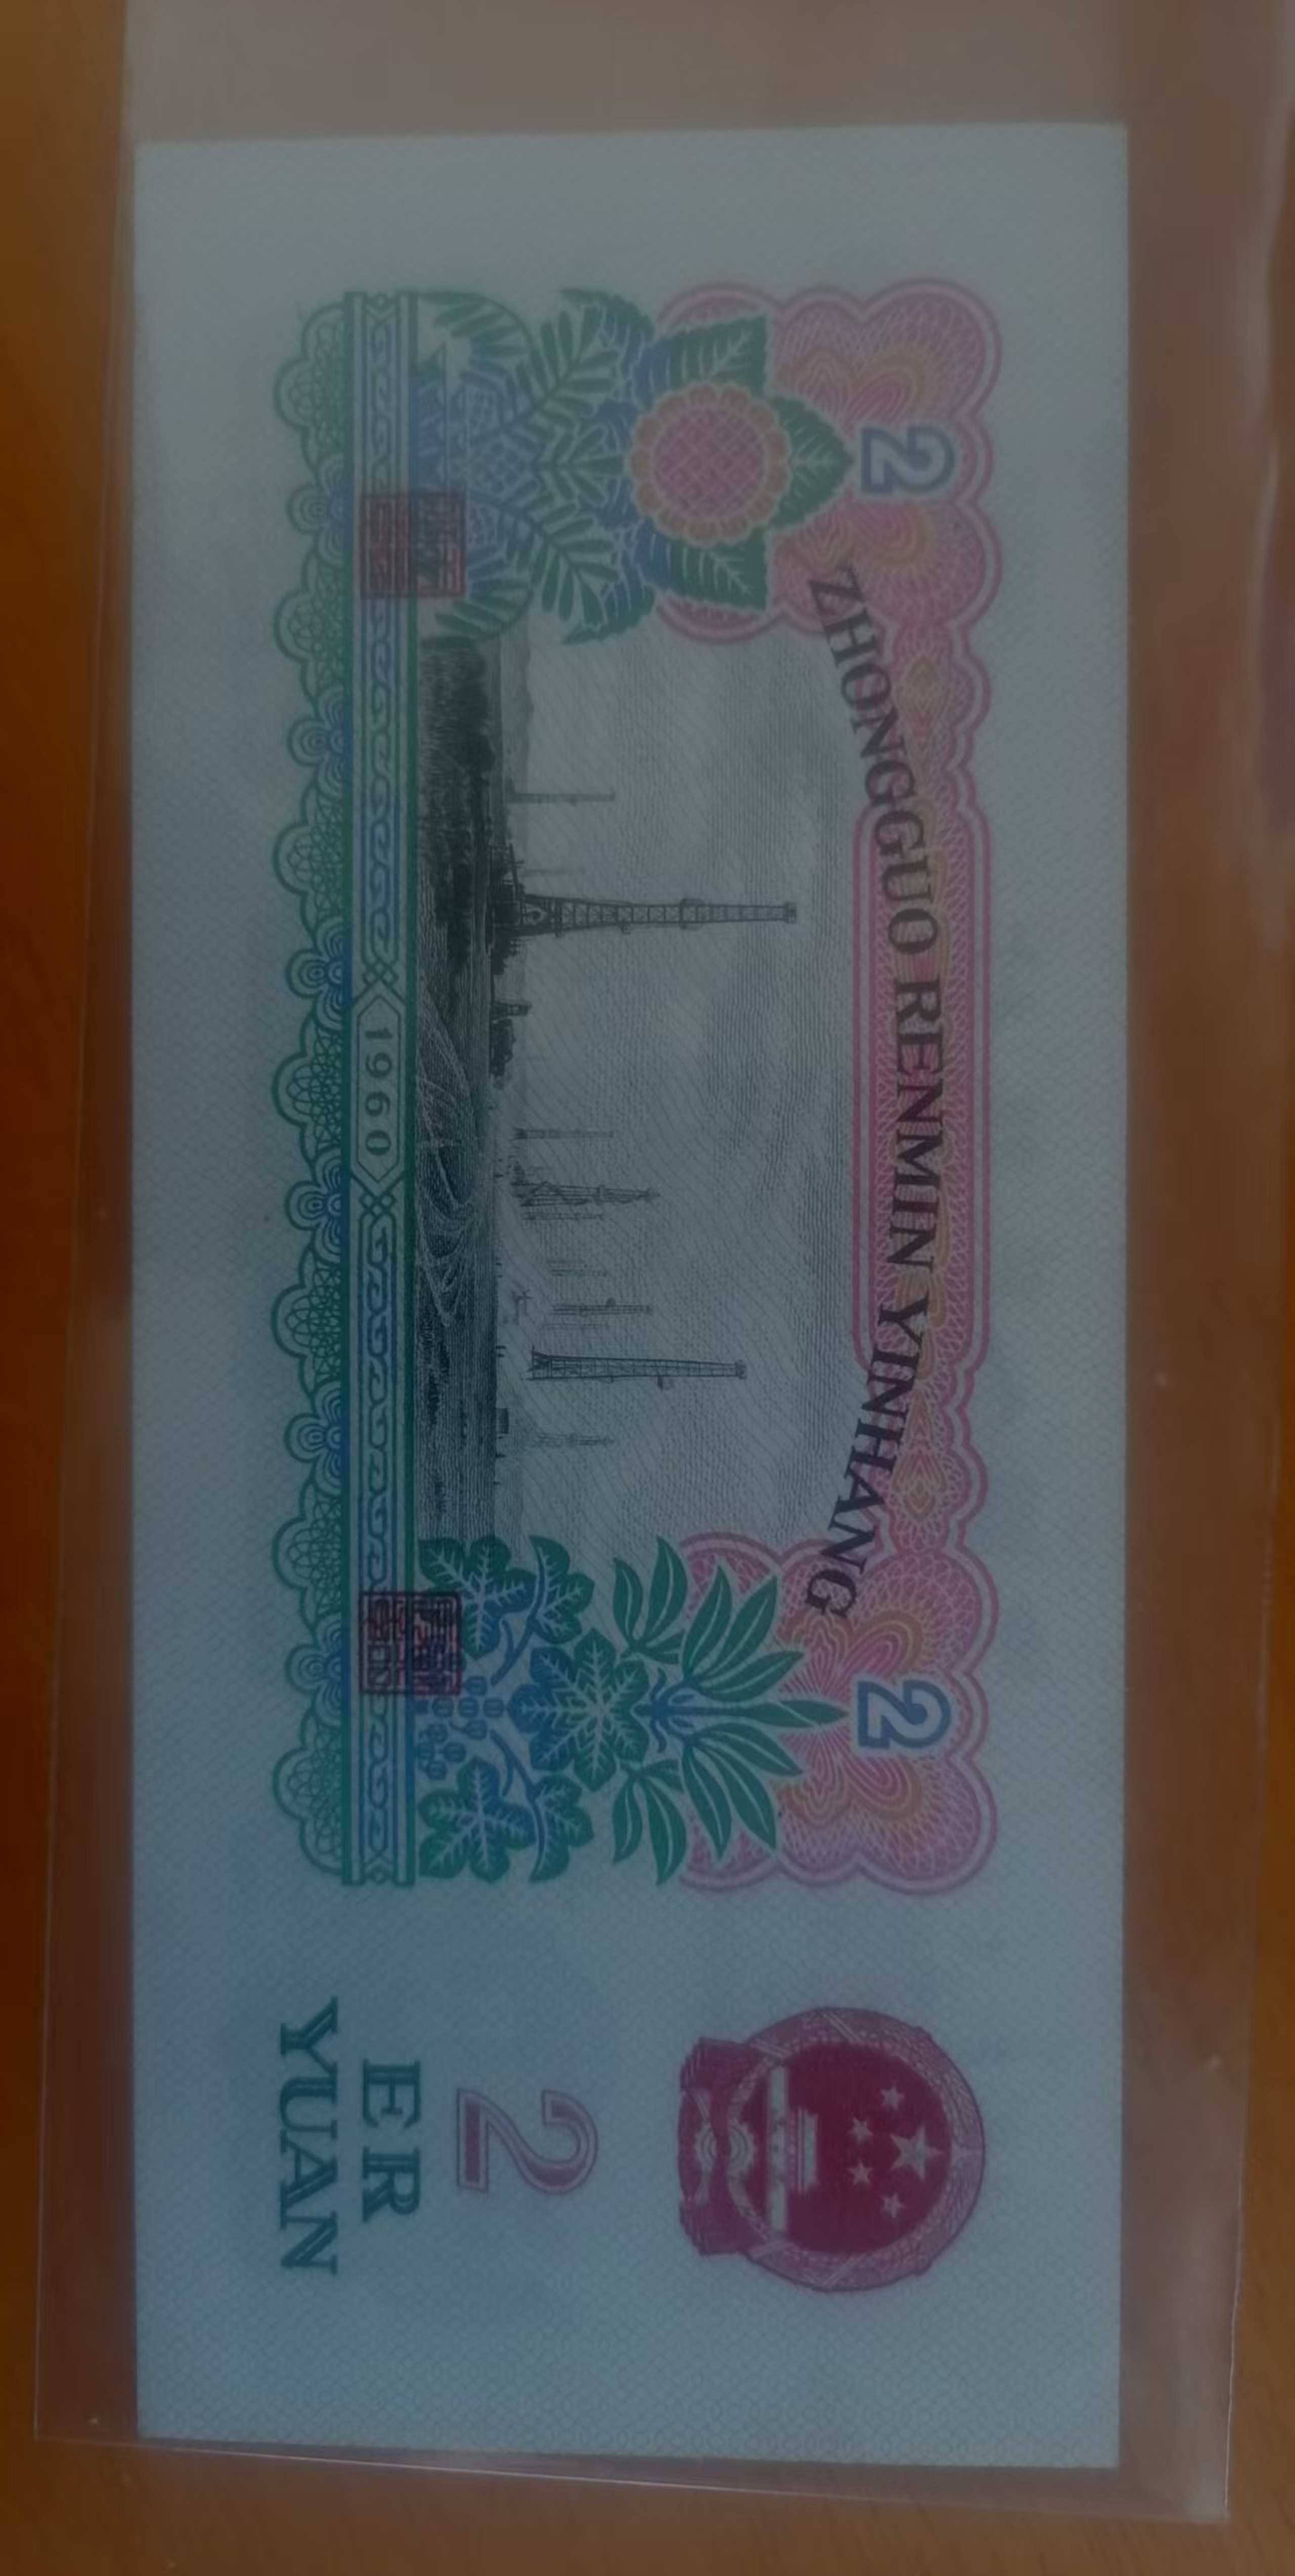 2 2
ZHONGGUO RENMIN YINHANG
1960
2
ER
YUAN